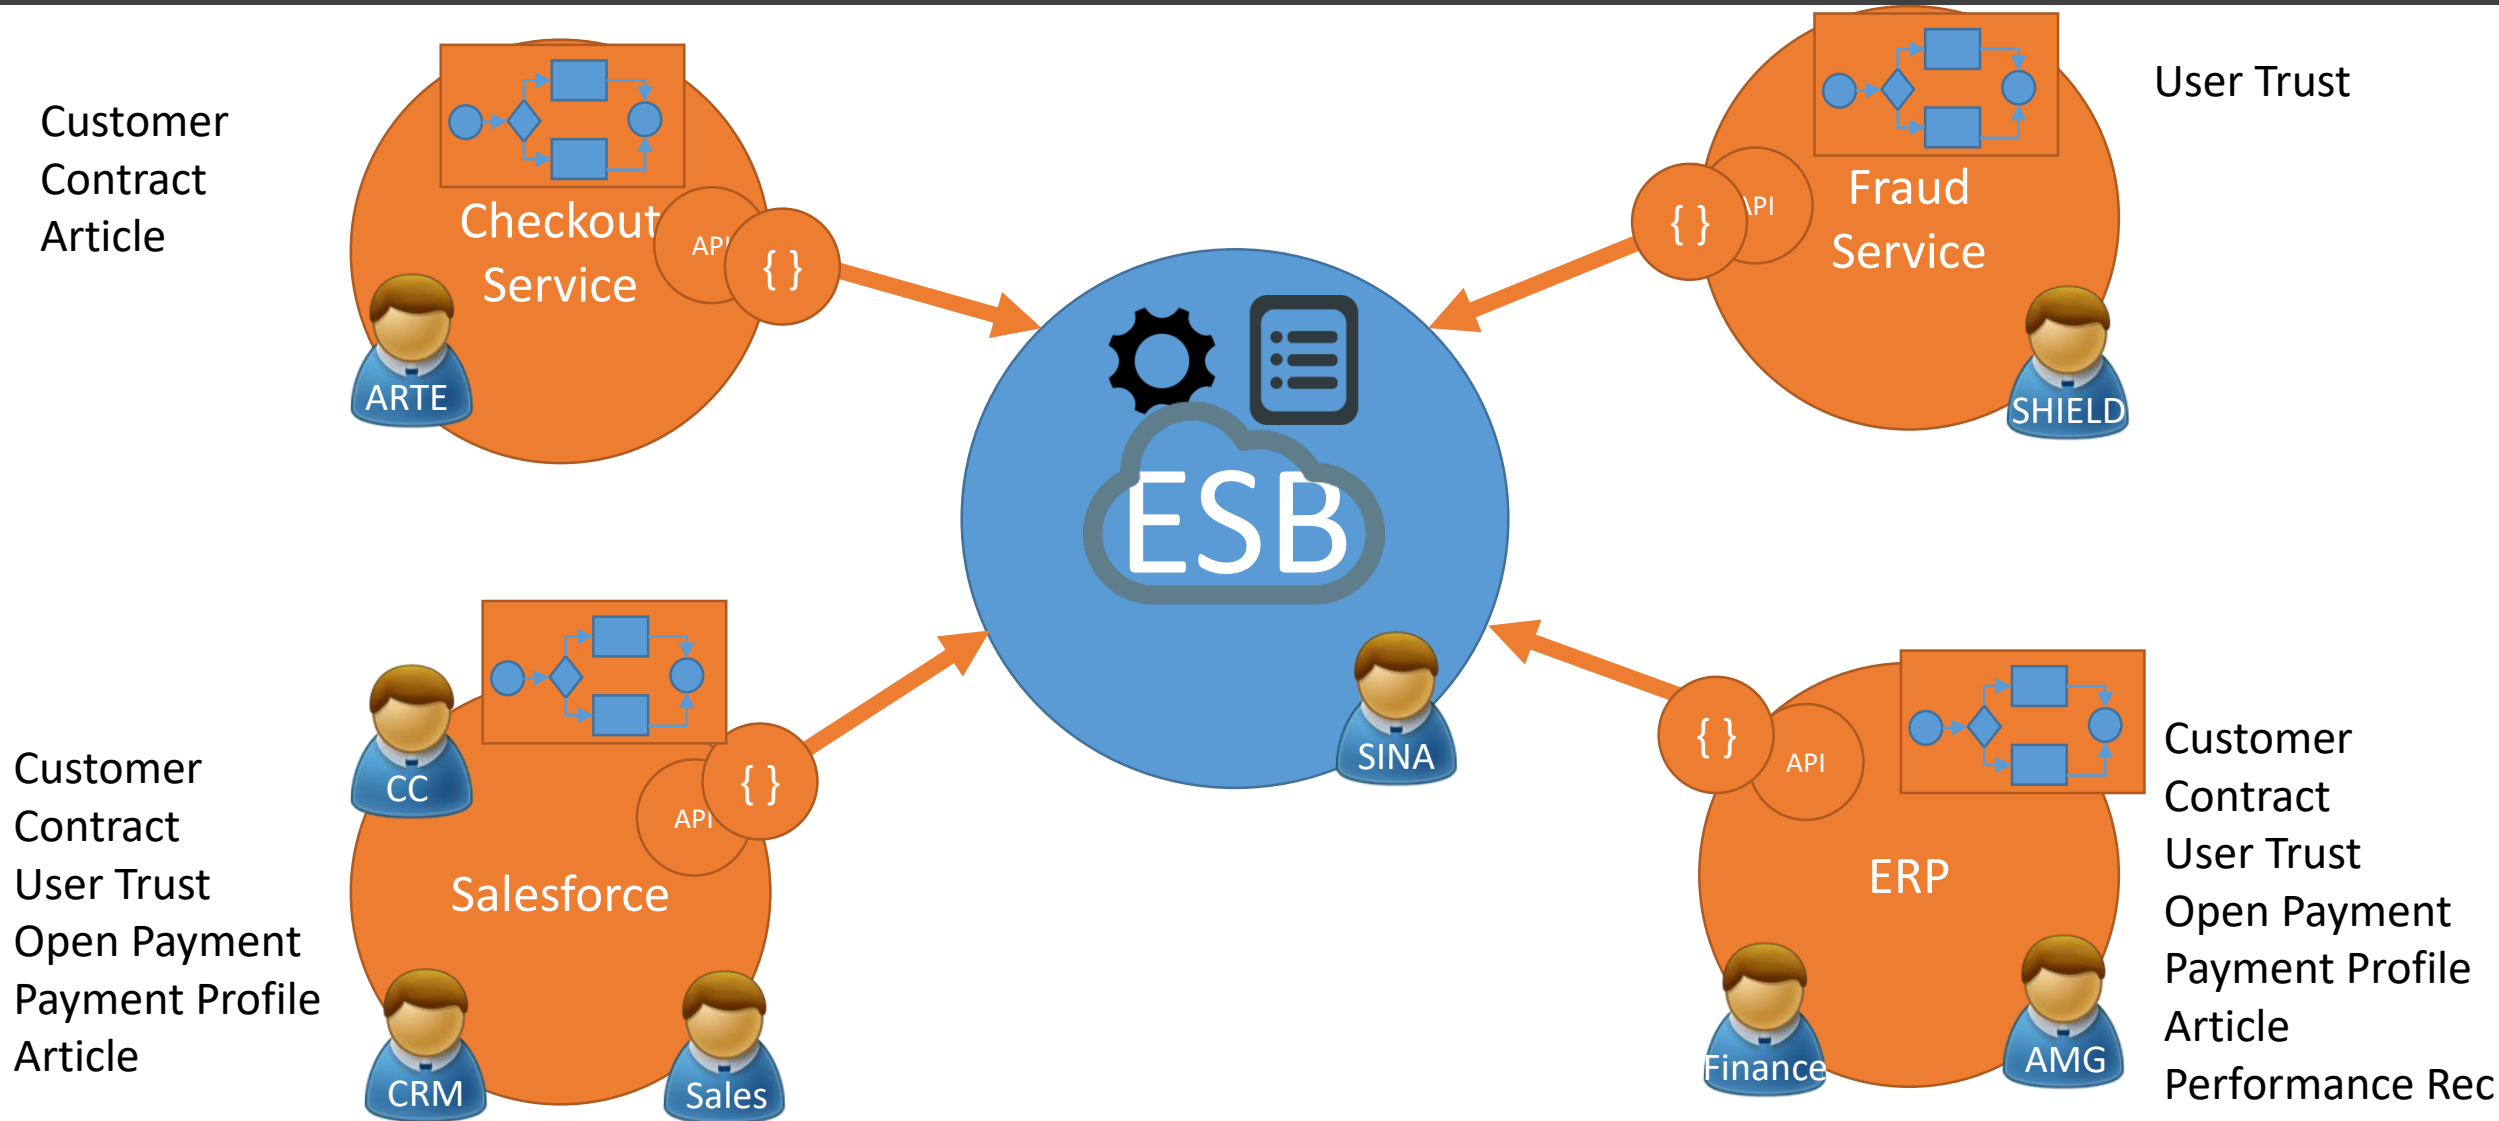 Customer
Contract
Article
Checkout
Service
API
{ }
ARTE
User Trust
Fraud
Service
API
{ }
SHIELD
ESB
SINA
Customer
Contract
User Trust
Open Payment
Payment Profile
Article
CC
API
{ }
Salesforce
CRM
Sales
{ }
API
ERP
Finance
AMG
Customer
Contract
User Trust
Open Payment
Payment Profile
Article
Performance Rec